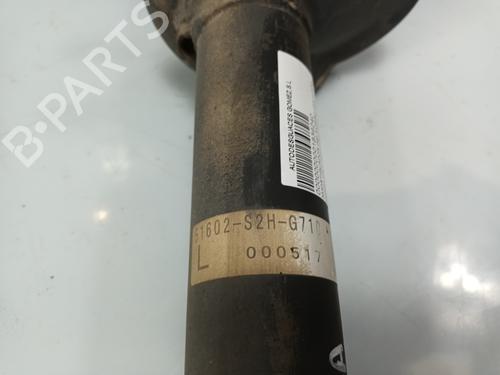 B-PARTS
AUTODESGUACES GOMEZ S L
51602-S2H-G710
L 000517